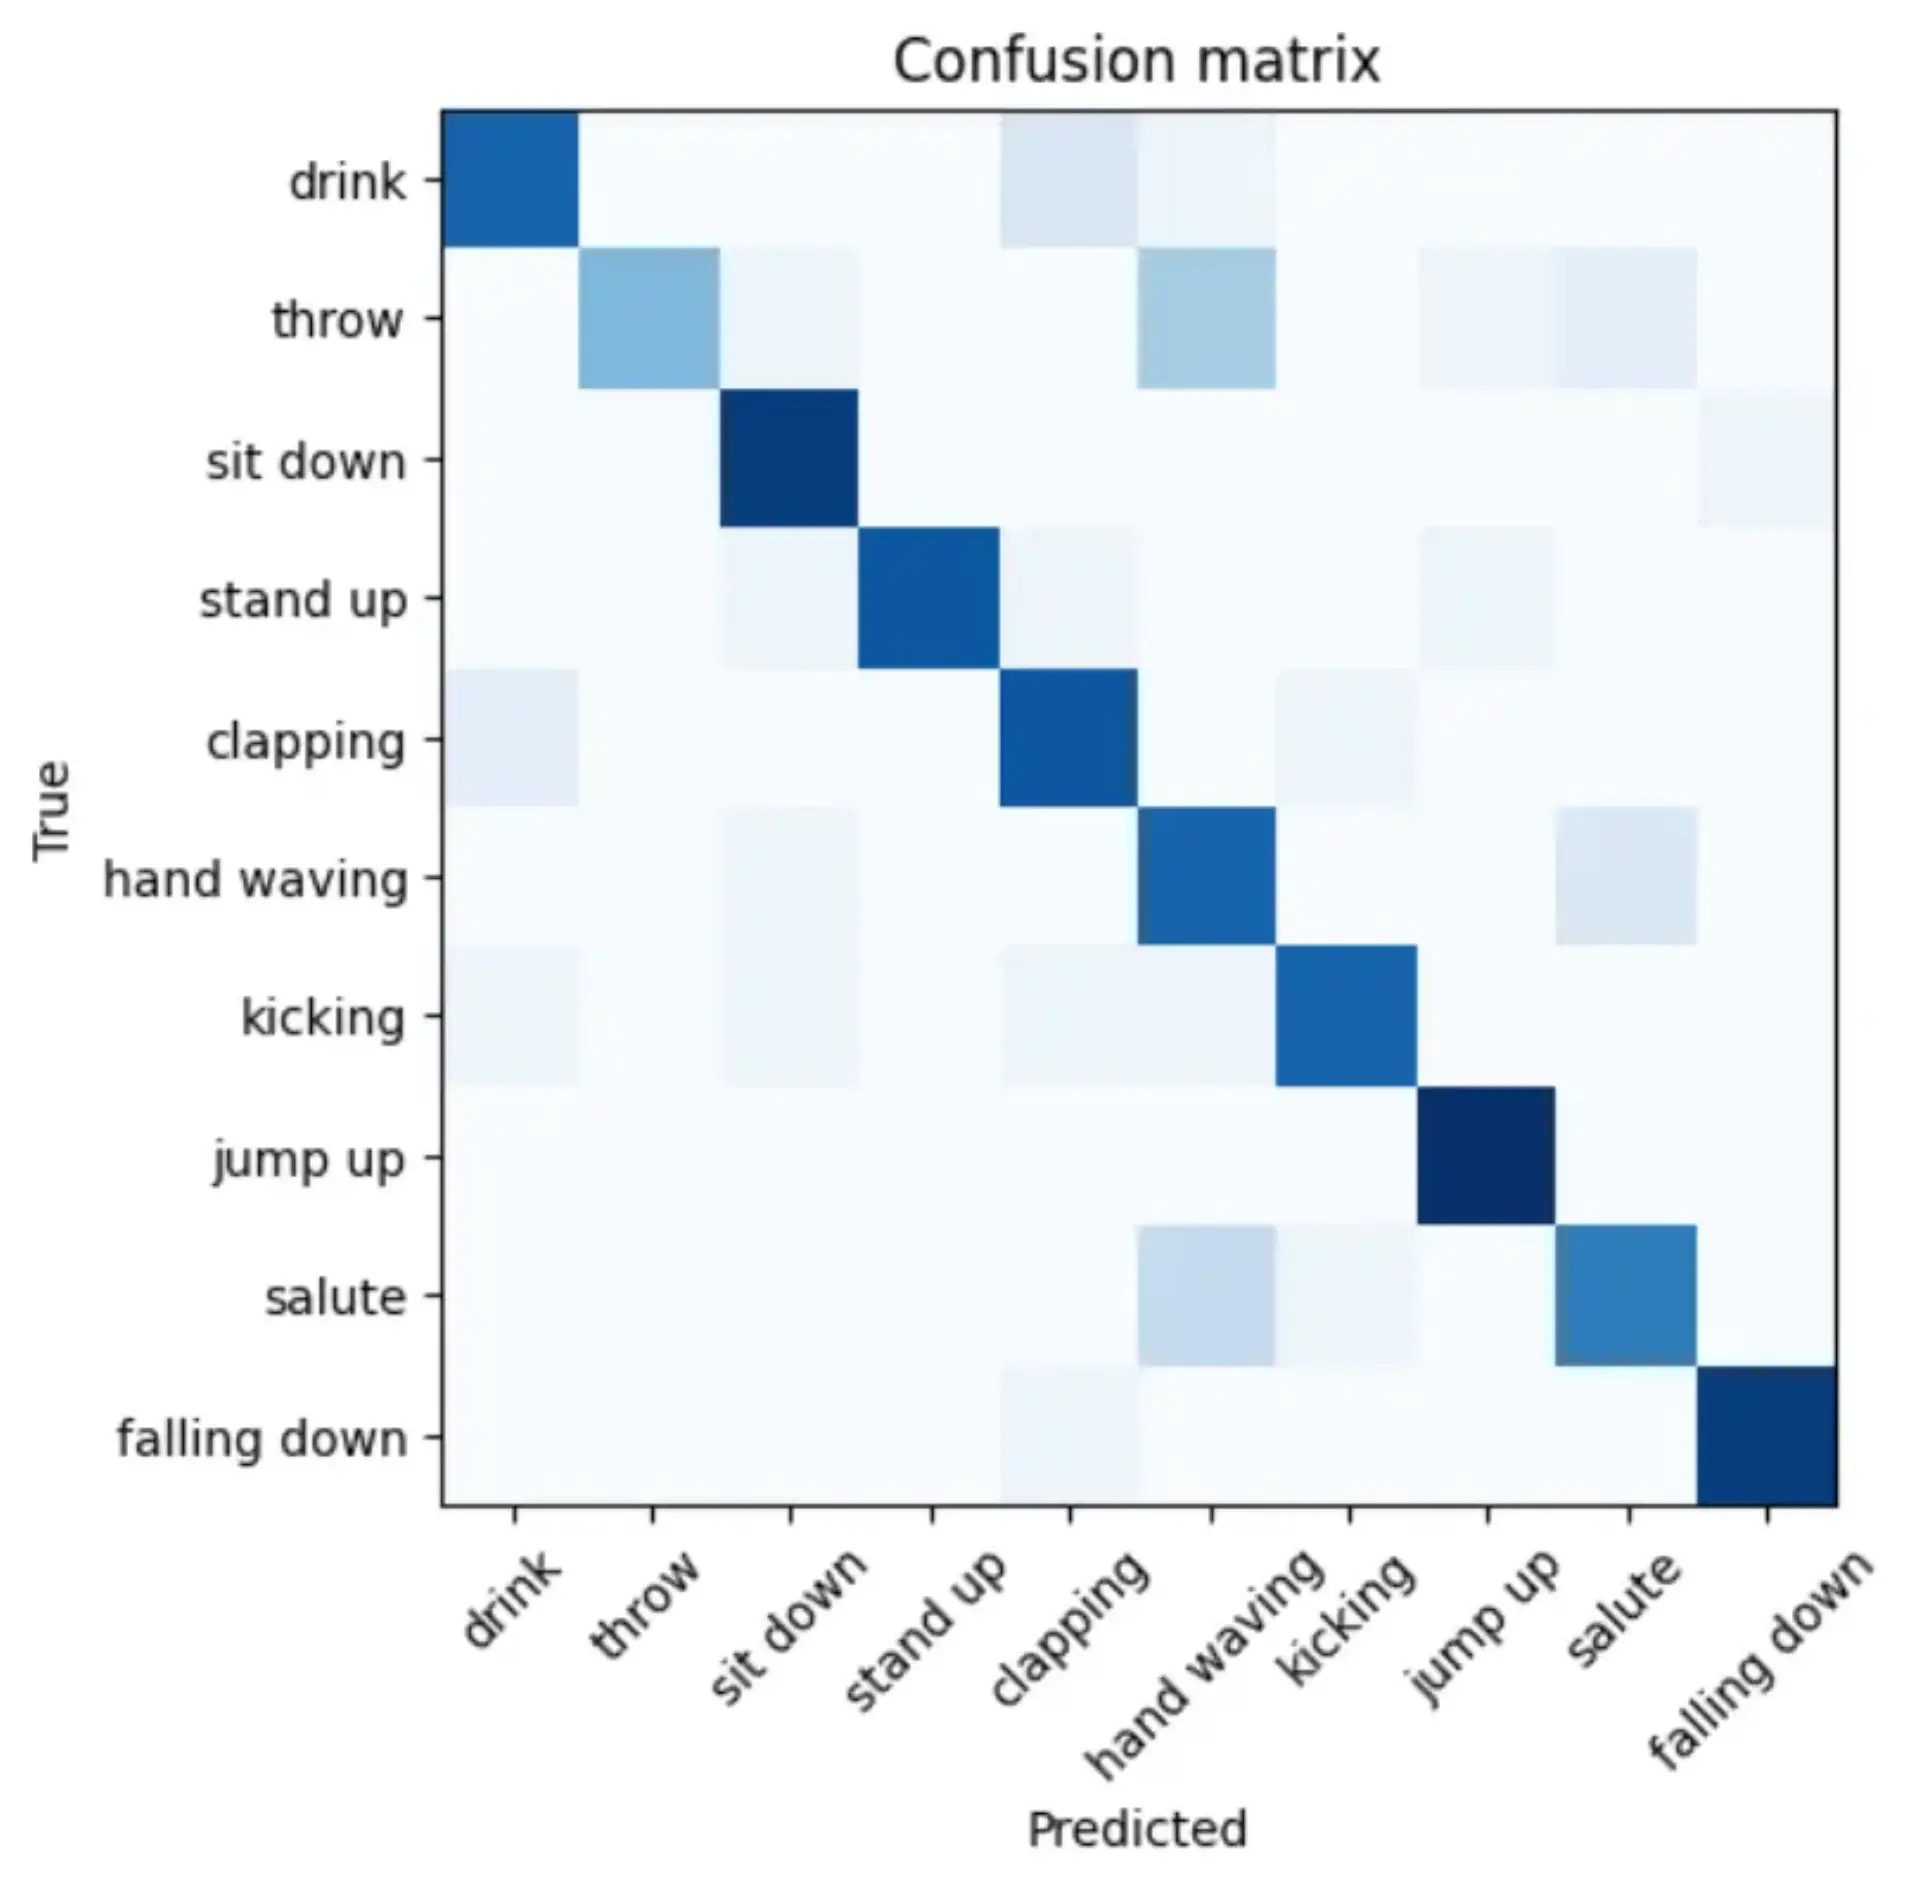 Confusion matrix
drink
throw
sit down
stand up
clapping
hand waving
kicking
jump up
salute
falling down
True
drink
throw
sit down
stand up
clapping
hand waving
kicking
jump up
salute
falling down
Predicted